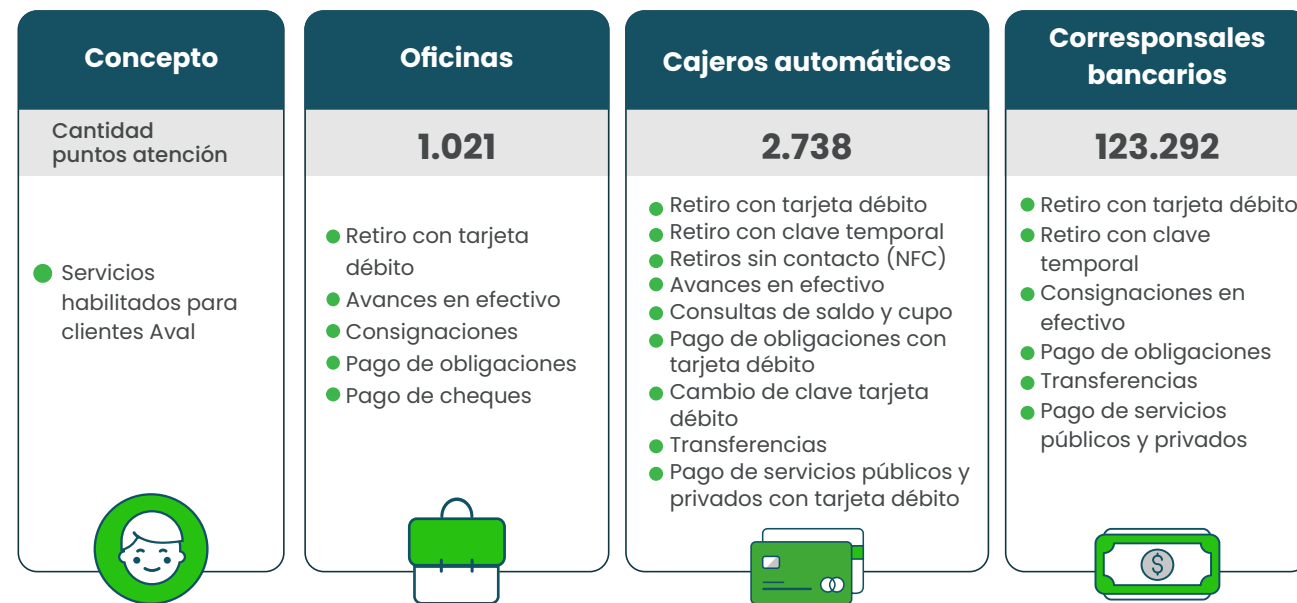 Concepto
Cantidad
puntos atención
Servicios
habilitados para
clientes Aval
Oficinas
1.021
Retiro con tarjeta
débito
Avances en efectivo
Consignaciones
Pago de obligaciones
Pago de cheques
Cajeros automáticos
2.738
Retiro con tarjeta débito
Retiro con clave temporal
Retiros sin contacto (NFC)
Avances en efectivo
Consultas de saldo y cupo
Pago de obligaciones con
tarjeta débito
Cambio de clave tarjeta
débito
Transferencias
Pago de servicios públicos y
privados con tarjeta débito
Corresponsales
bancarios
123.292
Retiro con tarjeta débito
Retiro con clave
temporal
Consignaciones en
efectivo
Pago de obligaciones
Transferencias
Pago de servicios
públicos y privados
$